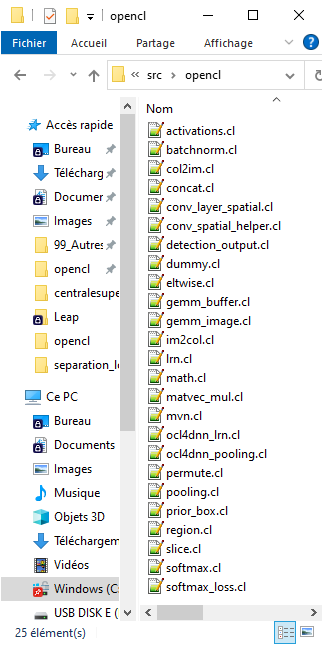 opencl
Fichier Accueil Partage Affichage
src opencl
Nom
Accès rapide
Bureau
Télécharg
Documen
Images
99_Autres
opencl
centralesupe
Leap
opencl
separation_le
Ce PC
Bureau
Documents
Images
Musique
Objets 3D
Téléchargem
Vidéos
Windows (C:
USB DISK E (
activations.cl
batchnorm.cl
col2im.cl
concat.cl
conv_layer_spatial.cl
conv_spatial_helper.cl
detection_output.cl
dummy.cl
eltwise.cl
gemm_buffer.cl
gemm_image.cl
im2col.cl
lrn.cl
math.cl
matvec_mul.cl
mvn.cl
ocl4dnn_lrn.cl
ocl4dnn_pooling.cl
permute.cl
pooling.cl
prior_box.cl
region.cl
slice.cl
softmax.cl
softmax_loss.cl
25 élément(s)